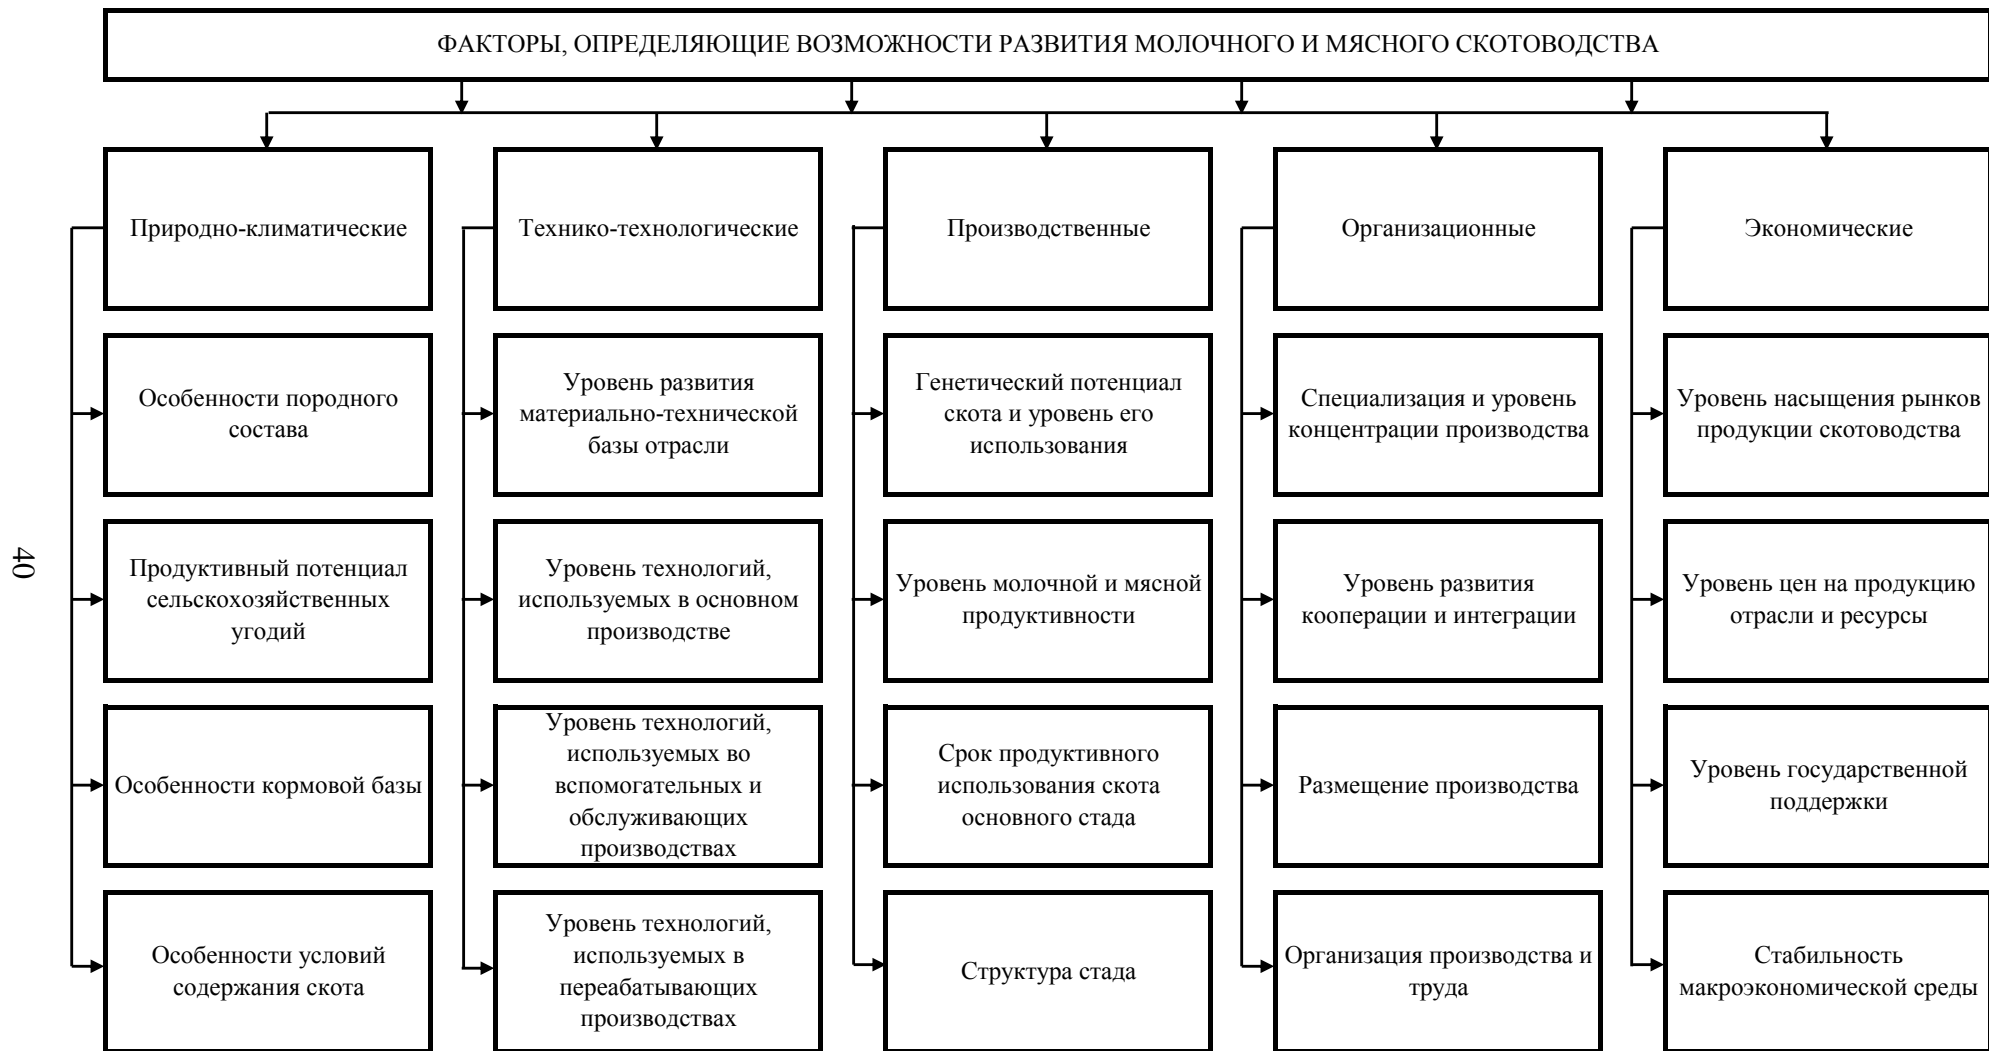 ФАКТОРЫ, ОПРЕДЕЛЯЮЩИЕ ВОЗМОЖНОСТИ РАЗВИТИЯ МОЛОЧНОГО И МЯСНОГО СКОТОВОДСТВА
Природно-климатические
Технико-технологические
Производственные
Организационные
Экономические
Особенности породного
состава
Уровень развития
материально-технической
базы отрасли
Генетический потенциал
скота и уровень его
использования
Специализация и уровень
концентрации производства
Уровень насыщения рынков
продукции скотоводства
Продуктивный потенциал
сельскохозяйственных
угодий
Уровень технологий,
используемых в основном
производстве
Уровень молочной и мясной
продуктивности
Уровень развития
кооперации и интеграции
Уровень цен на продукцию
отрасли и ресурсы
Особенности кормовой базы
Уровень технологий,
используемых во
вспомогательных и
обслуживающих
производствах
Срок продуктивного
использования скота
основного стада
Размещение производства
Уровень государственной
поддержки
Особенности условий
содержания скота
Уровень технологий,
используемых в
переабатывающих
производствах
Структура стада
Организация производства и
труда
Стабильность
макроэкономической среды
40